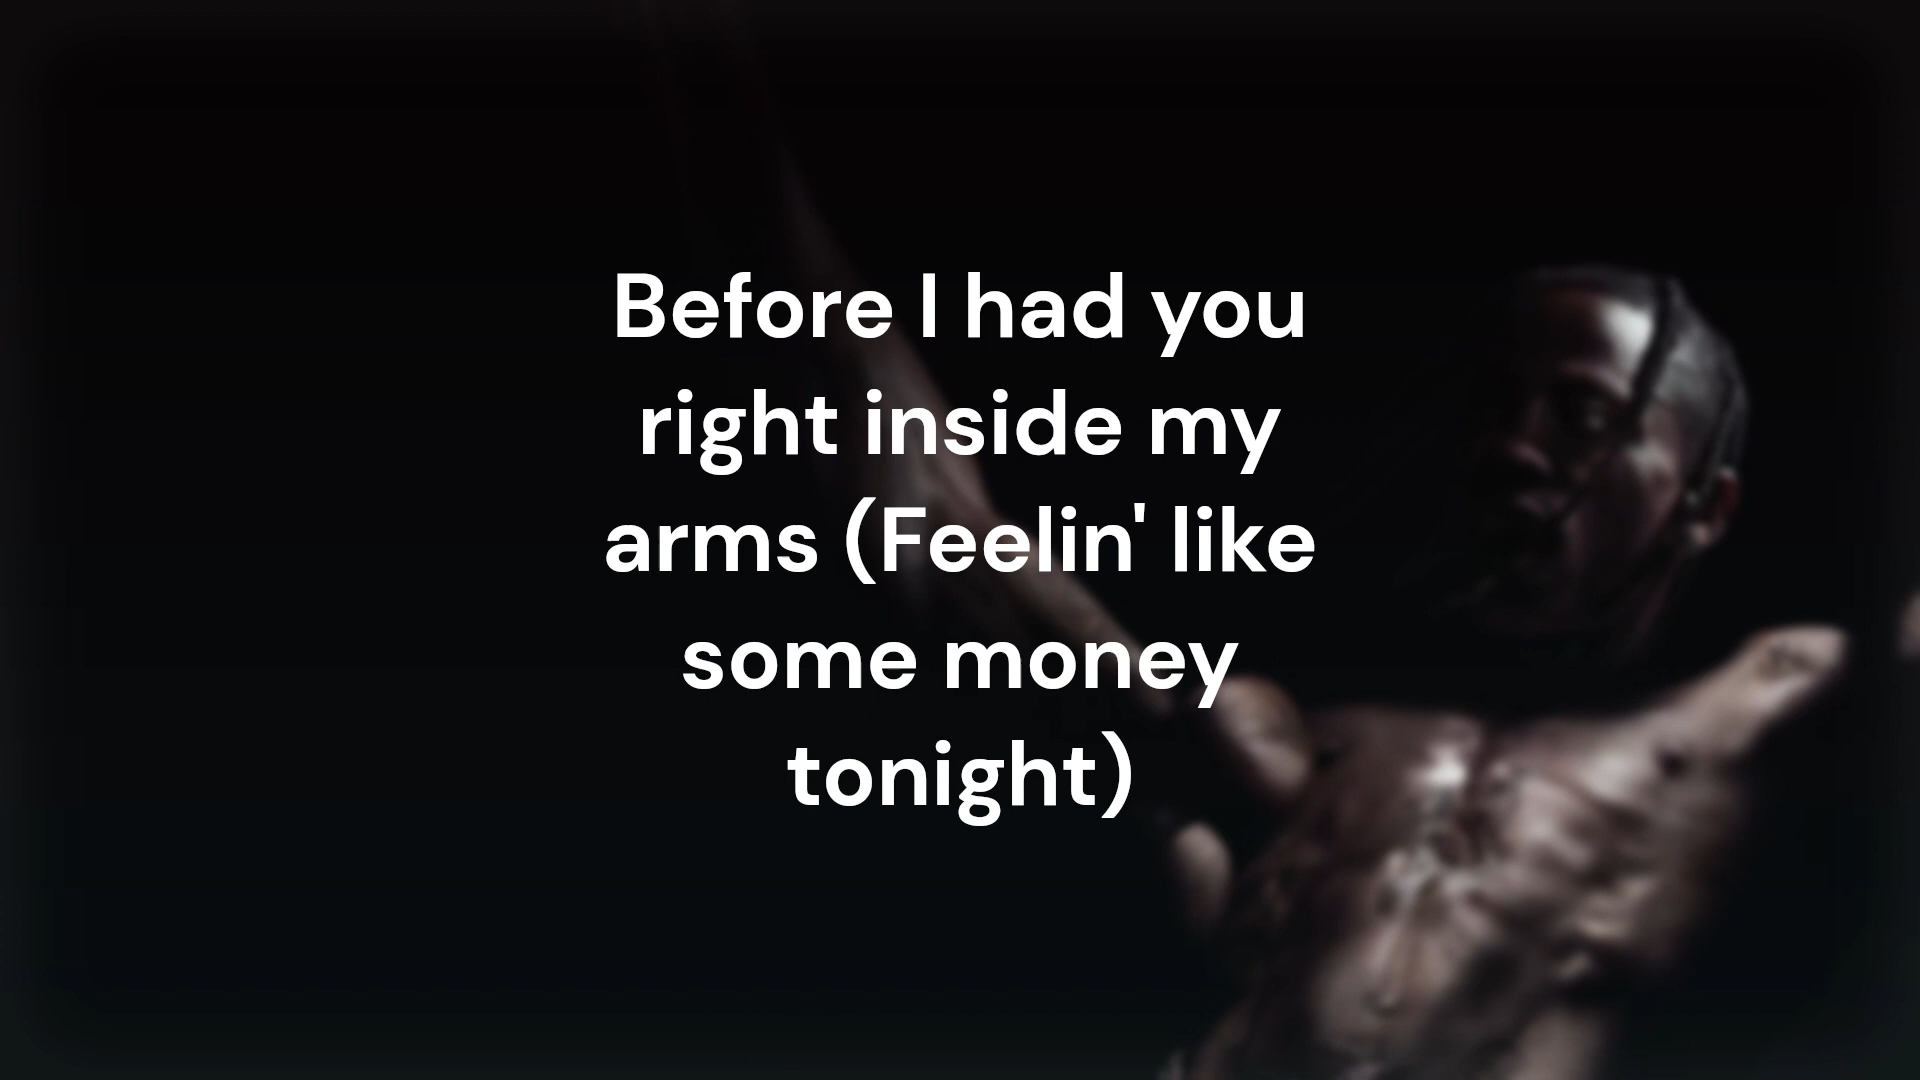 Before I had you
right inside my
arms (Feelin' like
some money
tonight)